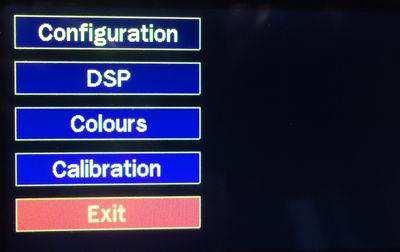 Configuration
DSP
Colours
Calibration
Exit